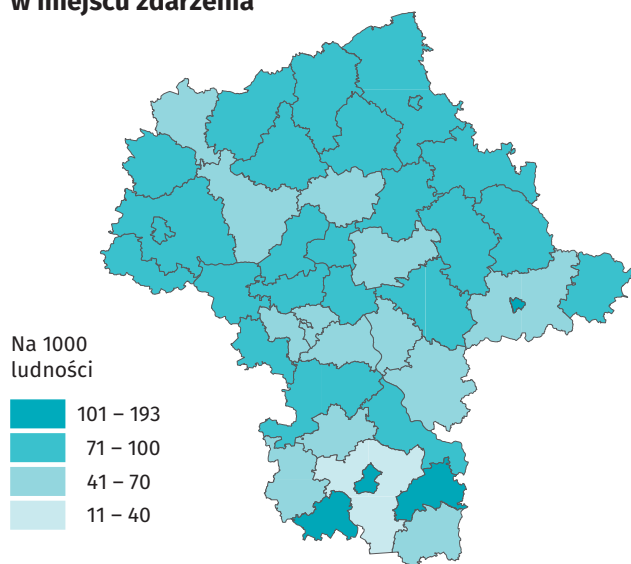 w miejscu zdarzenia
Na 1000
ludności
101 – 193
71 – 100
41 – 70
11 – 40